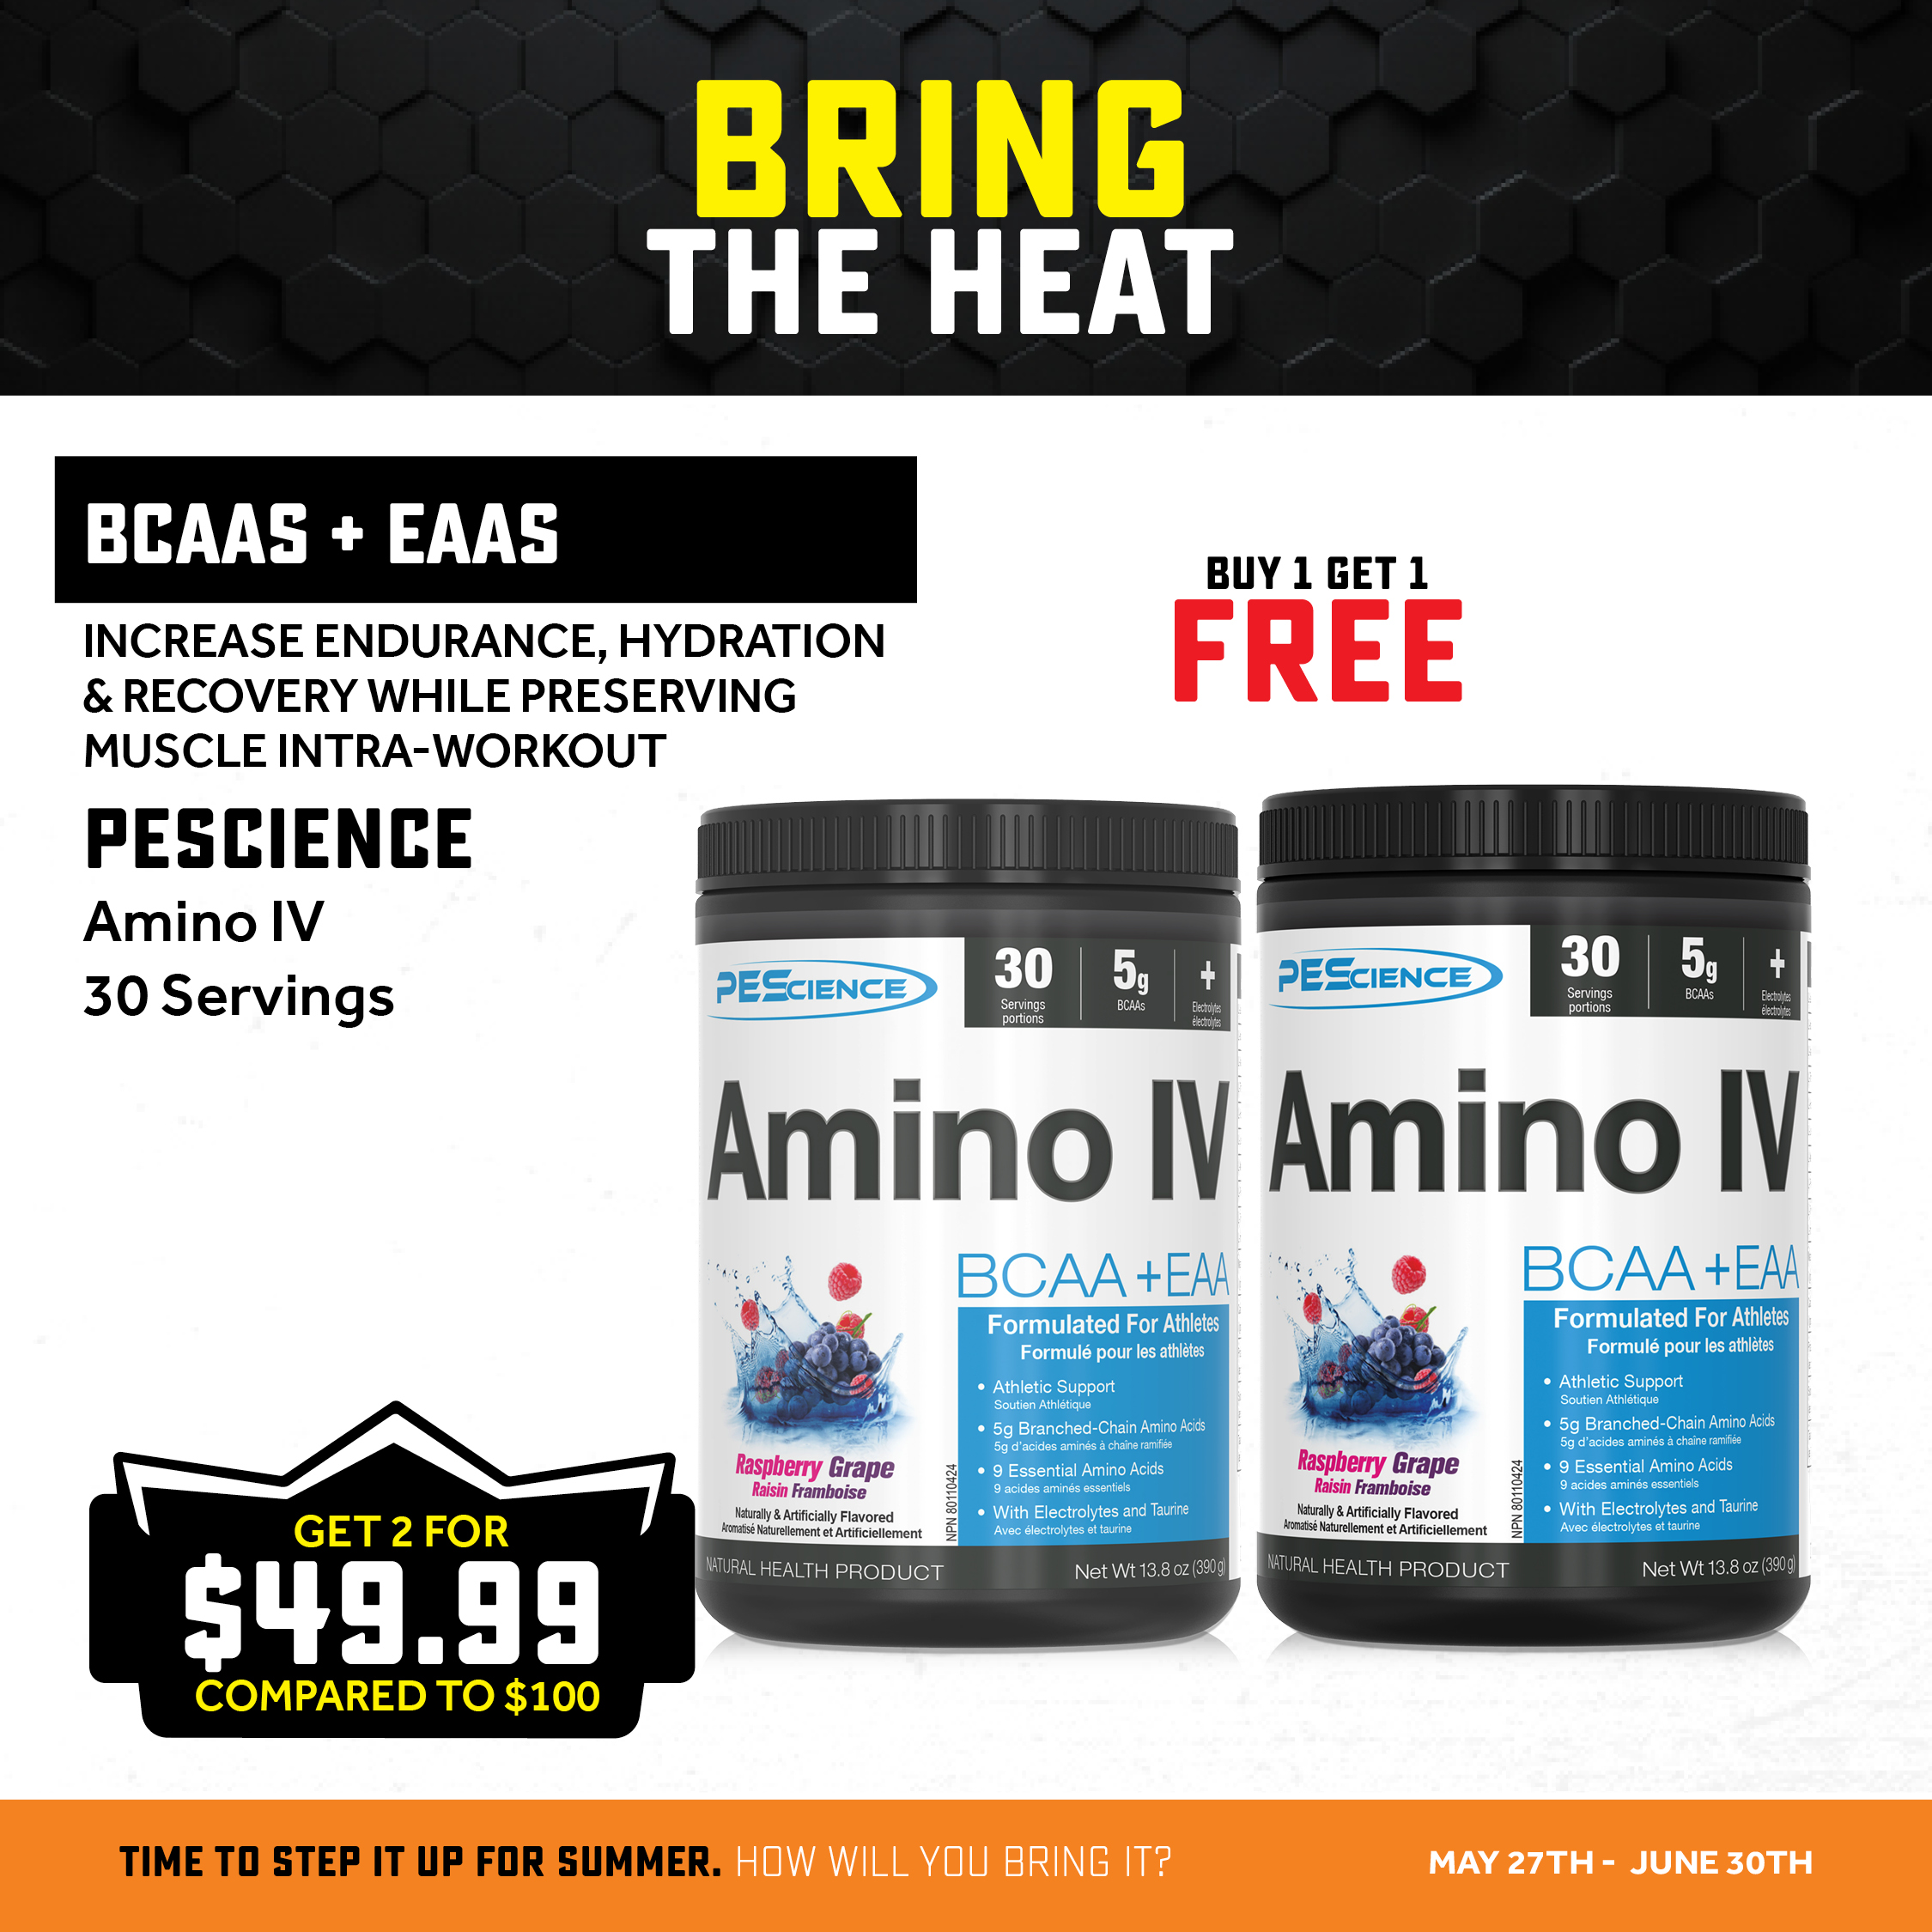 BRING
THE HEAT
BCAAS + EAAS
INCREASE ENDURANCE, HYDRATION
& RECOVERY WHILE PRESERVING
MUSCLE INTRA-WORKOUT
PESCIENCE
Amino IV
30 Servings
BUY 1 GET 1
FREE
PESCIENCE
30
Servings
portions
5g
BCAAs
+
Electrolytes
électrolytes
Amino IV
BCAA +EAA
Formulated For Athletes
Formulé pour les athlètes
• Athletic Support
Soutien Athlétique
• 5g Branched-Chain Amino Acids
5g d'acides aminés à chaîne ramifiée
• 9 Essential Amino Acids
9 acides aminés essentiels
• With Electrolytes and Taurine
Avec électrolytes et taurine
Raspberry Grape
Raisin Framboise
Naturally & Artificially Flavored
Aromatisé Naturellement et Artificiellement
NPN 80110424
NATURAL HEALTH PRODUCT
Net Wt 13.8 oz (390 g)
PESCIENCE
30
Servings
portions
5g
BCAAs
+
Electrolytes
électrolytes
Amino IV
BCAA +EAA
Formulated For Athletes
Formulé pour les athlètes
• Athletic Support
Soutien Athlétique
• 5g Branched-Chain Amino Acids
5g d'acides aminés à chaîne ramifiée
• 9 Essential Amino Acids
9 acides aminés essentiels
• With Electrolytes and Taurine
Avec électrolytes et taurine
Raspberry Grape
Raisin Framboise
Naturally & Artificially Flavored
Aromatisé Naturellement et Artificiellement
NPN 80110424
NATURAL HEALTH PRODUCT
Net Wt 13.8 oz (390 g)
GET 2 FOR
$49.99
COMPARED TO $100
TIME TO STEP IT UP FOR SUMMER. HOW WILL YOU BRING IT?
MAY 27TH - JUNE 30TH